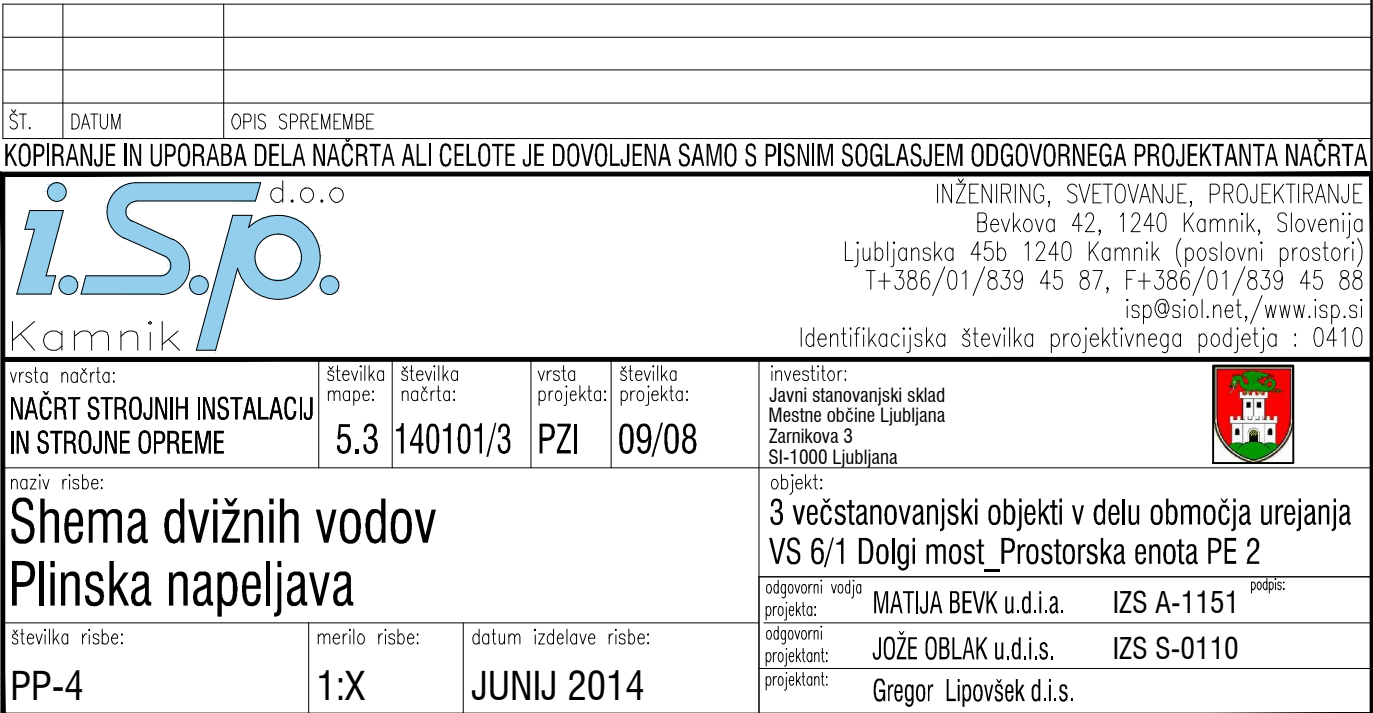 ŠT. DATUM OPIS SPREMEMBE
KOPIRANJE IN UPORABA DELA NAČRTA ALI CELOTE JE DOVOLJENA SAMO S PISNIM SOGLASJEM ODGOVORNEGA PROJEKTANTA NAČRTA
i.s.p. d.o.o
Kamnik
INŽENIRING, SVETOVANJE, PROJEKTIRANJE
Bevkova 42, 1240 Kamnik, Slovenija
Ljubljanska 45b 1240 Kamnik (poslovni prostori)
T+386/01/839 45 87, F+386/01/839 45 88
isp@siol.net,/www.isp.si
Identifikacijska številka projektivnega podjetja : 0410
vrsta načrta:
NAČRT STROJNIH INSTALACIJ
IN STROJNE OPREME
številka
mape:
5.3
številka
načrta:
140101/3
vrsta
projekta:
PZI
številka
projekta:
09/08
investitor:
Javni stanovanjski sklad
Mestne občine Ljubljana
Zarnikova 3
SI-1000 Ljubljana
naziv risbe:
Shema dvižnih vodov
Plinska napeljava
objekt:
3 večstanovanjski objekti v delu območja urejanja
VS 6/1 Dolgi most_Prostorska enota PE 2
odgovorni vodja
projekta:
MATIJA BEVK u.d.i.a. IZS A-1151
podpis:
odgovorni
projektant:
JOŽE OBLAK u.d.i.s. IZS S-0110
projektant:
Gregor Lipovšek d.i.s.
številka risbe:
PP-4
merilo risbe:
1:X
datum izdelave risbe:
JUNIJ 2014